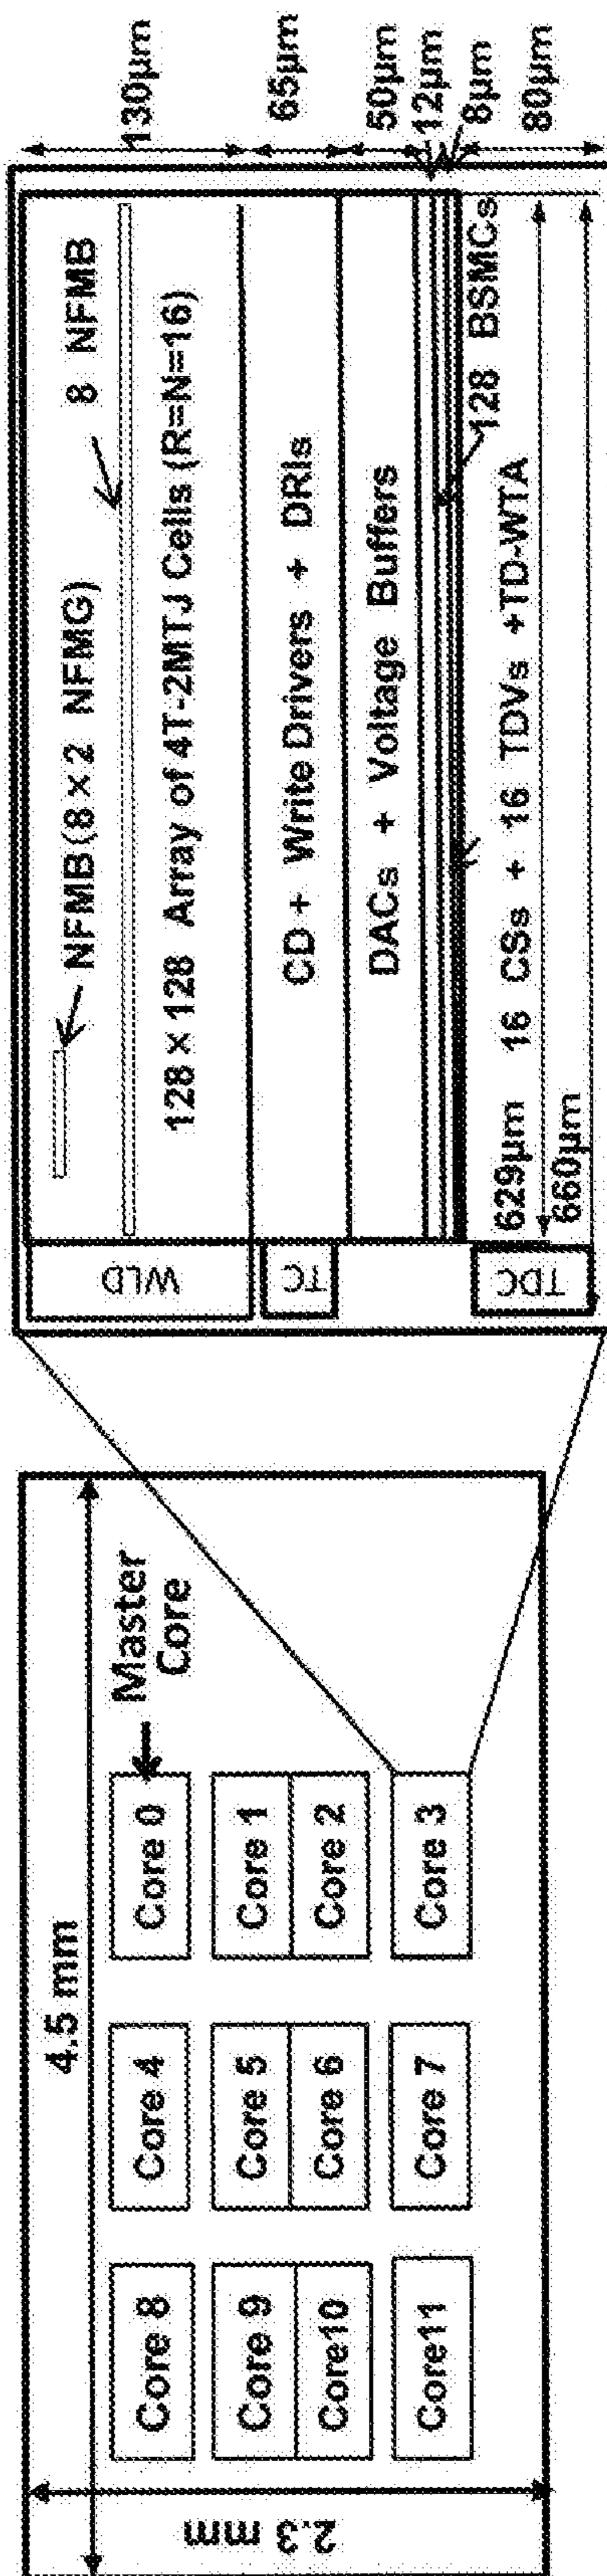 4.5 mm
2.3 mm
Master
Core
Core 8
Core 4
Core 0
Core 9
Core 5
Core 1
Core10
Core 6
Core 2
Core11
Core 7
Core 3
WLD
TC
TDC
NFMB(8×2 NFMG)
8 NFMB
128×128 Array of 4T-2MTJ Cells (R=N=16)
CD+ Write Drivers + DRIs
DACs + Voltage Buffers
128 BSMCs
16 CSs + 16 TDVs +TD-WTA
629μm
660μm
130μm
65μm
50μm
12μm
8μm
80μm